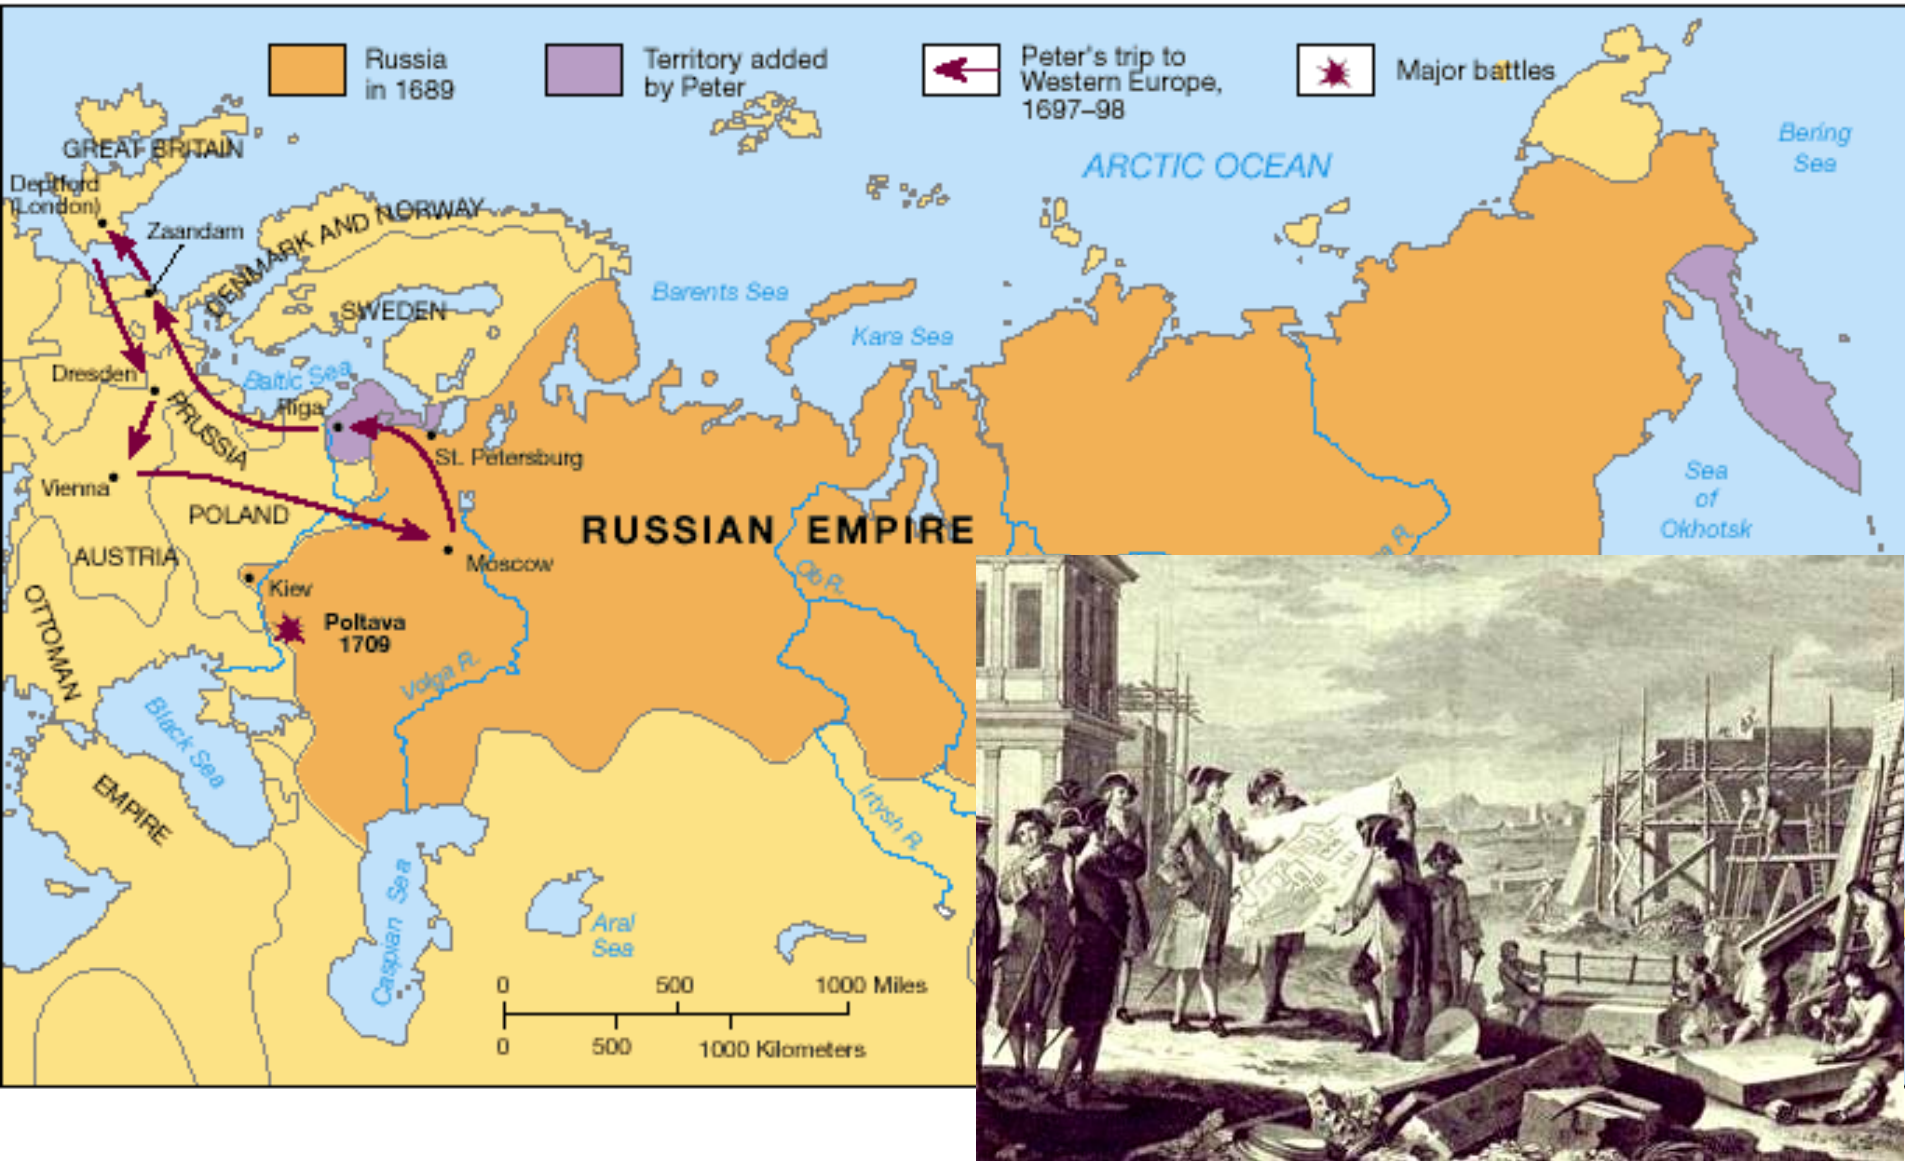 Russia
in 1689
Territory added
by Peter
Peter's trip to
Western Europe,
1697–98
Major battles
GREAT BRITAIN
Deptford
(London)
Zaandam
DENMARK AND NORWAY
SWEDEN
Barents Sea
Kara Sea
ARCTIC OCEAN
Bering
Sea
Baltic Sea
Dresden
Riga
PRUSSIA
St. Petersburg
Vienna
POLAND
AUSTRIA
RUSSIAN EMPIRE
Sea
of
Okhotsk
Moscow
Kiev
Ob R.
Poltava
1709
OTTOMAN
EMPIRE
Volga R.
Black Sea
Irtysh R.
Caspian Sea
Aral
Sea
0 500 1000 Miles
0 500 1000 Kilometers
R.